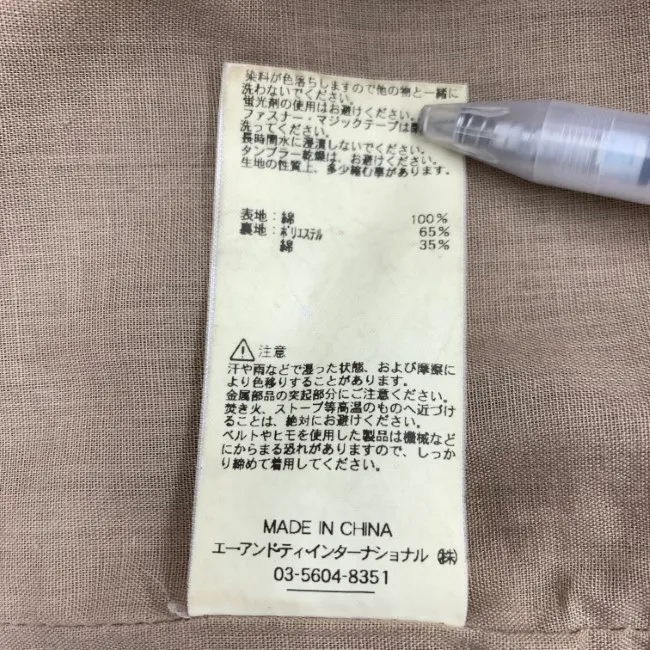 染料が色落ちしますので他の物と一緒に
洗わないでください。
蛍光剤の使用はお避けください。
ファスナー・マジックテープは
洗ってください。
長時間水に浸漬しないでください。
タンブラー乾燥は、お避けください。
生地の性質上、多少縮む事があります。
表地:綿 100%
裏地:ポリエステル 65%
綿 35%
注意
汗や雨などで湿った状態、および摩擦に
より色移りすることがあります。
金属部品の突起部分にご注意ください。
焚き火、ストーブ等高温のものへ近づけ
ることは、絶対にお避けください。
ベルトやヒモを使用した製品は機械など
にからまる恐れがありますので、しっか
り締めて着用してください。
MADE IN CHINA
エー・アンド・ティ・インターナショナル ㈱
03-5604-8351